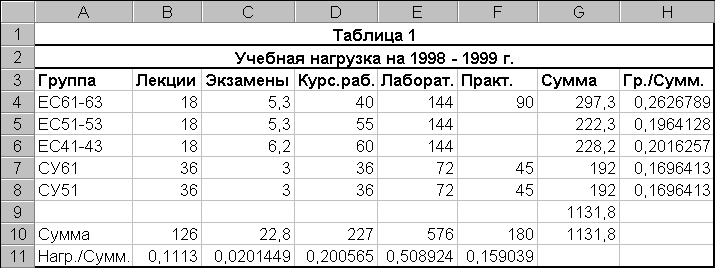 A B C D E F G H
1 Таблица 1
2 Учебная нагрузка на 1998 - 1999 г.
3 Группа Лекции Экзамены Курс.раб. Лаборат. Практ. Сумма Гр./Сумм.
4 ЕС61-63 18 5,3 40 144 90 297,3 0,2626789
5 ЕС51-53 18 5,3 55 144 222,3 0,1964128
6 ЕС41-43 18 6,2 60 144 228,2 0,2016257
7 СУ61 36 3 36 72 45 192 0,1696413
8 СУ51 36 3 36 72 45 192 0,1696413
9 1131,8
10 Сумма 126 22,8 227 576 180 1131,8
11 Нагр./Сумм. 0,1113 0,0201449 0,200565 0,508924 0,159039